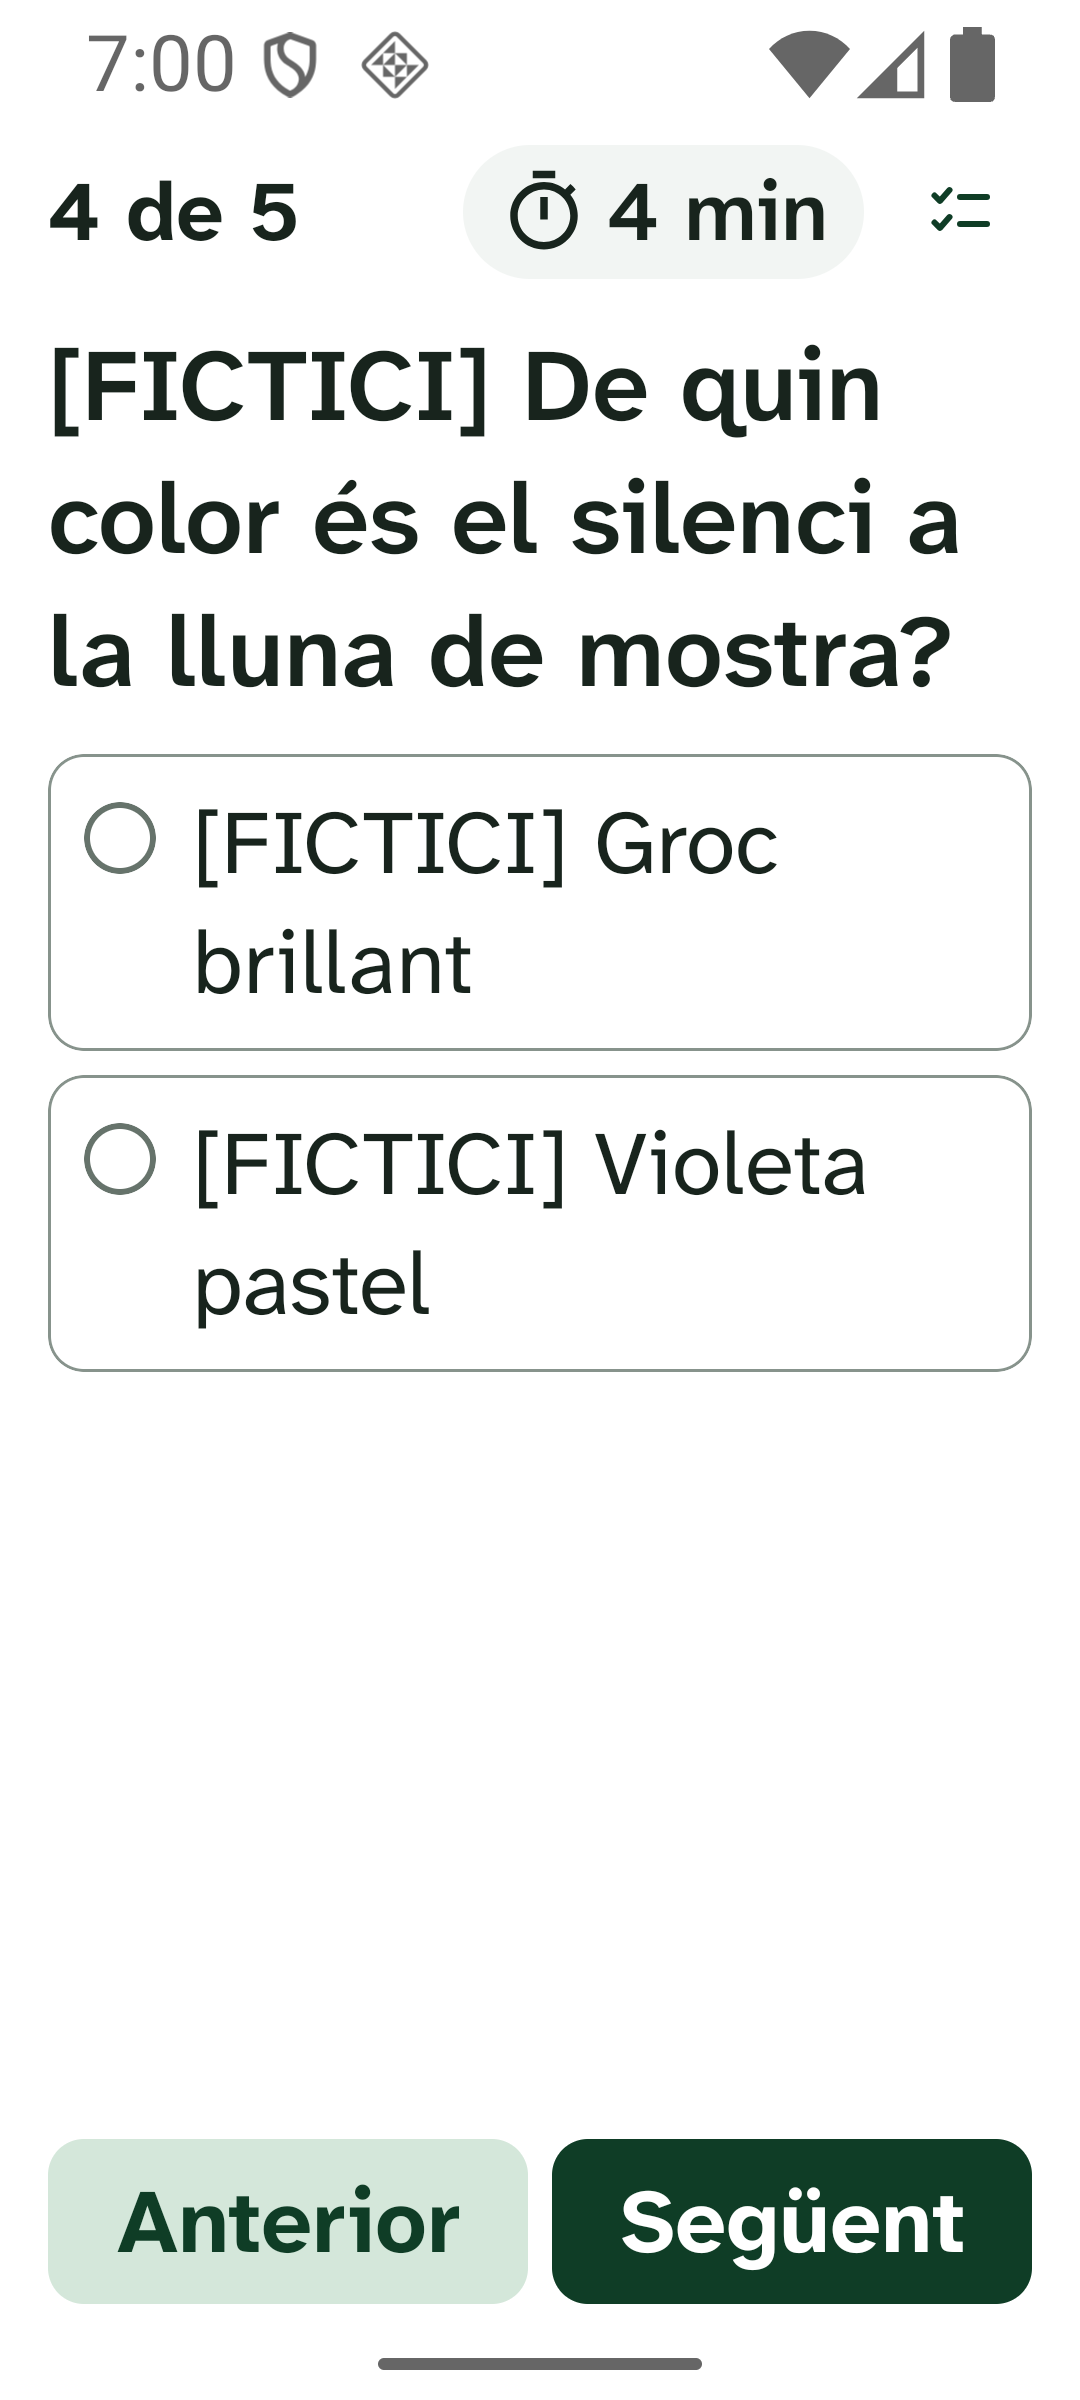 7:00
4 de 5
4 min
[FICTICI] De quin
color és el silenci a
la lluna de mostra?
[FICTICI] Groc
brillant
[FICTICI] Violeta
pastel
Anterior
Següent